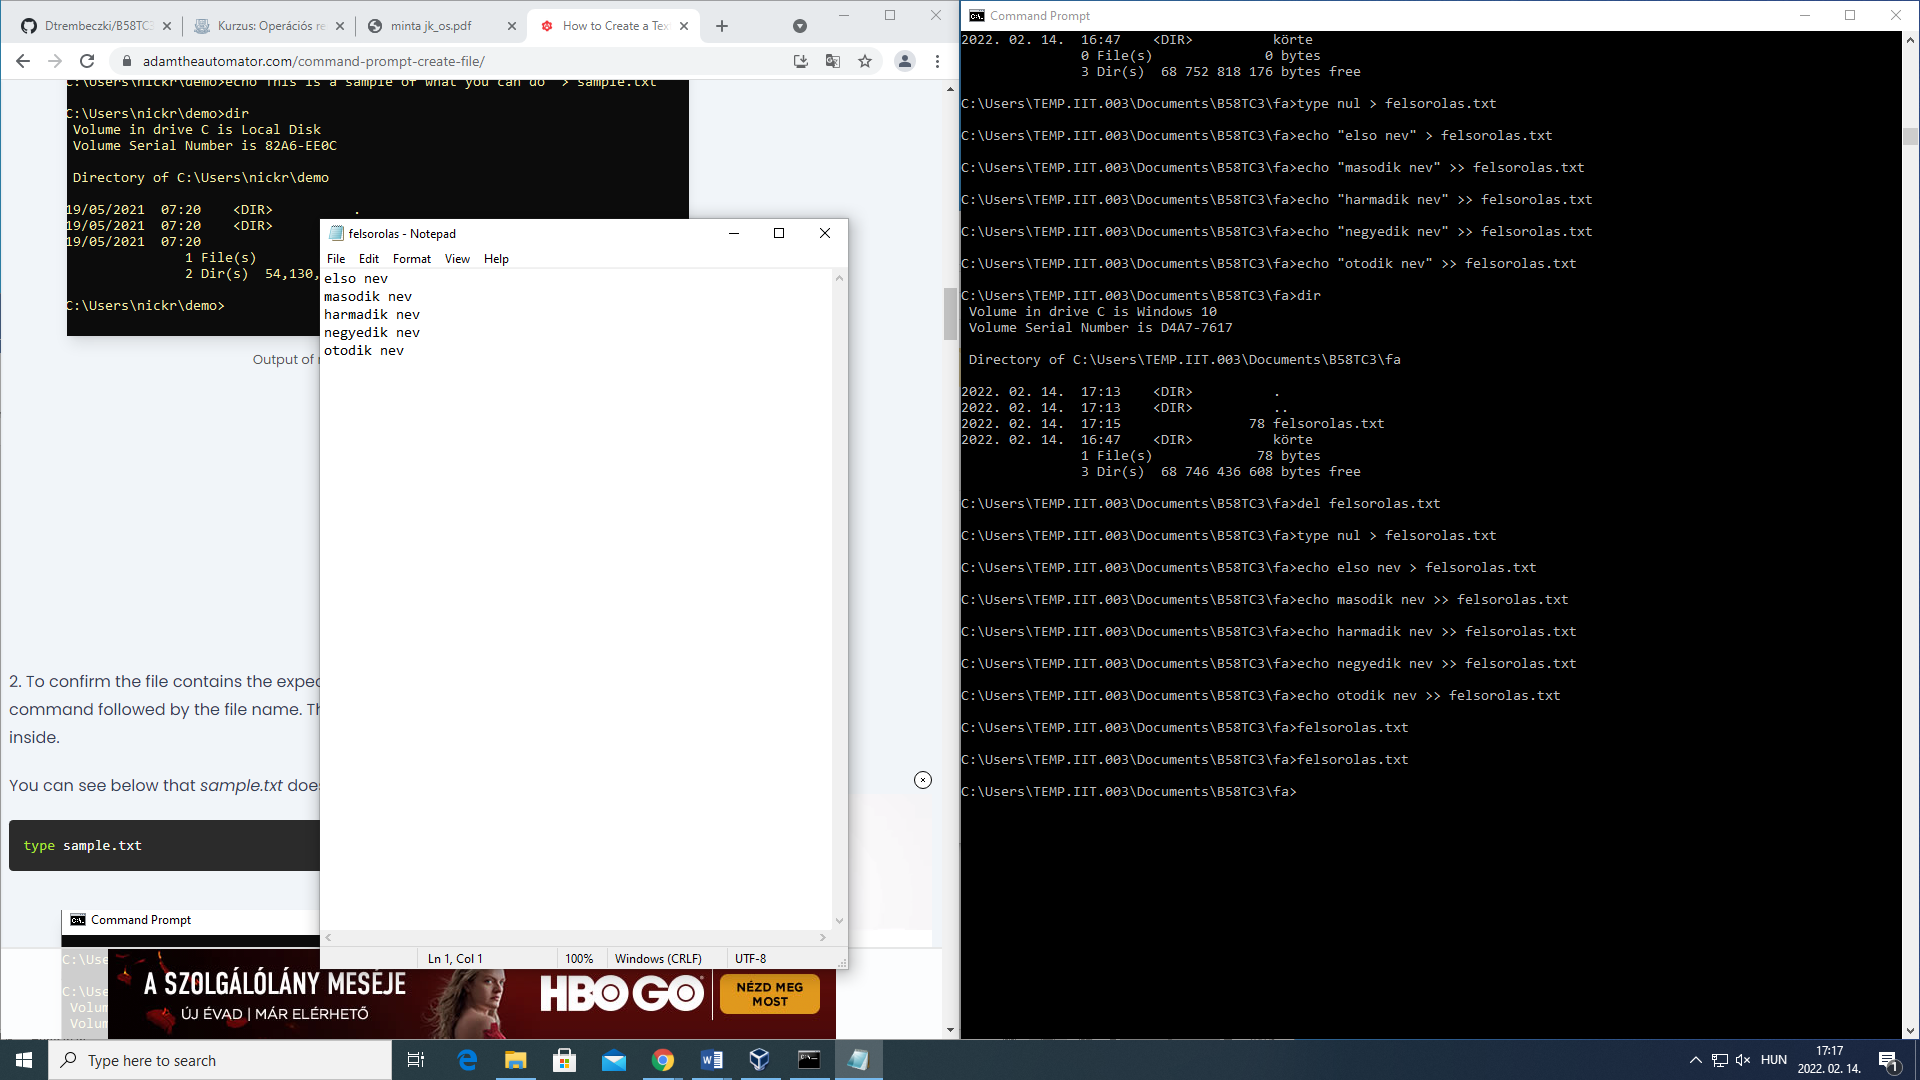 Dtrembeczki/B58TC3
Kurzus: Operációs re
minta jk_os.pdf
How to Create a Tex
adamtheautomator.com/command-prompt-create-file/
C:\Users\nickr\demo>echo This is a sample of what you can do  > sample.txt
C:\Users\nickr\demo>dir
Volume in drive C is Local Disk
Volume Serial Number is 82A6-EE0C
Directory of C:\Users\nickr\demo
19/05/2021  07:20    <DIR>          .
19/05/2021  07:20    <DIR>
19/05/2021  07:20
1 File(s)
2 Dir(s)  54,130,
C:\Users\nickr\demo>
Output of
2. To confirm the file contains the expec
command followed by the file name. Th
inside.
You can see below that sample.txt does
type sample.txt
Command Prompt
C:\Use
C:\Use
Volum
Volum
A SZOLGÁLÓLÁNY MESÉJE
ÚJ ÉVAD | MÁR ELÉRHETŐ
HBO GO
NÉZD MEG
MOST
felsorolas - Notepad
File Edit Format View Help
elso nev
masodik nev
harmadik nev
negyedik nev
otodik nev
Ln 1, Col 1
100%
Windows (CRLF)
UTF-8
Command Prompt
2022. 02. 14.  16:47    <DIR>          körte
0 File(s)              0 bytes
3 Dir(s)  68 752 818 176 bytes free
C:\Users\TEMP.IIT.003\Documents\B58TC3\fa>type nul > felsorolas.txt
C:\Users\TEMP.IIT.003\Documents\B58TC3\fa>echo "elso nev" > felsorolas.txt
C:\Users\TEMP.IIT.003\Documents\B58TC3\fa>echo "masodik nev" >> felsorolas.txt
C:\Users\TEMP.IIT.003\Documents\B58TC3\fa>echo "harmadik nev" >> felsorolas.txt
C:\Users\TEMP.IIT.003\Documents\B58TC3\fa>echo "negyedik nev" >> felsorolas.txt
C:\Users\TEMP.IIT.003\Documents\B58TC3\fa>echo "otodik nev" >> felsorolas.txt
C:\Users\TEMP.IIT.003\Documents\B58TC3\fa>dir
Volume in drive C is Windows 10
Volume Serial Number is D4A7-7617
Directory of C:\Users\TEMP.IIT.003\Documents\B58TC3\fa
2022. 02. 14.  17:13    <DIR>          .
2022. 02. 14.  17:13    <DIR>          ..
2022. 02. 14.  17:15                78 felsorolas.txt
2022. 02. 14.  16:47    <DIR>          körte
1 File(s)             78 bytes
3 Dir(s)  68 746 436 608 bytes free
C:\Users\TEMP.IIT.003\Documents\B58TC3\fa>del felsorolas.txt
C:\Users\TEMP.IIT.003\Documents\B58TC3\fa>type nul > felsorolas.txt
C:\Users\TEMP.IIT.003\Documents\B58TC3\fa>echo elso nev > felsorolas.txt
C:\Users\TEMP.IIT.003\Documents\B58TC3\fa>echo masodik nev >> felsorolas.txt
C:\Users\TEMP.IIT.003\Documents\B58TC3\fa>echo harmadik nev >> felsorolas.txt
C:\Users\TEMP.IIT.003\Documents\B58TC3\fa>echo negyedik nev >> felsorolas.txt
C:\Users\TEMP.IIT.003\Documents\B58TC3\fa>echo otodik nev >> felsorolas.txt
C:\Users\TEMP.IIT.003\Documents\B58TC3\fa>felsorolas.txt
C:\Users\TEMP.IIT.003\Documents\B58TC3\fa>felsorolas.txt
C:\Users\TEMP.IIT.003\Documents\B58TC3\fa>
Type here to search
HUN
17:17
2022. 02. 14.
1